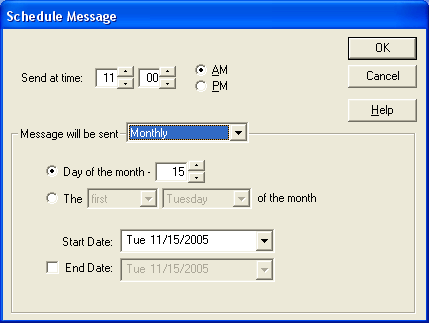 Schedule Message
OK
Send at time: 11 00 AM
PM
Cancel
Help
Message will be sent Monthly
Day of the month - 15
The first Tuesday of the month
Start Date: Tue 11/15/2005
End Date: Tue 11/15/2005